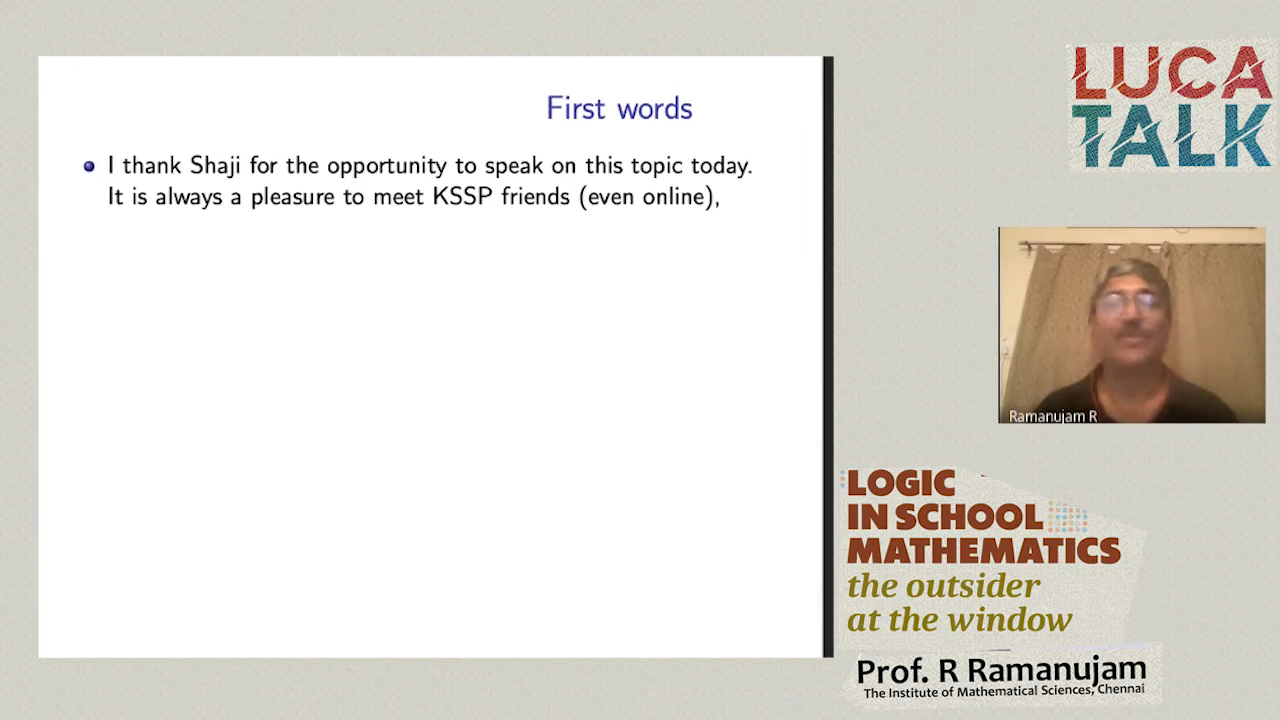 First words
I thank Shaji for the opportunity to speak on this topic today.
It is always a pleasure to meet KSSP friends (even online),
LUCA
TALK
Ramanujam R
LOGIC
IN SCHOOL
MATHEMATICS
the outsider
at the window
Prof. R Ramanujam
The Institute of Mathematical Sciences, Chennai